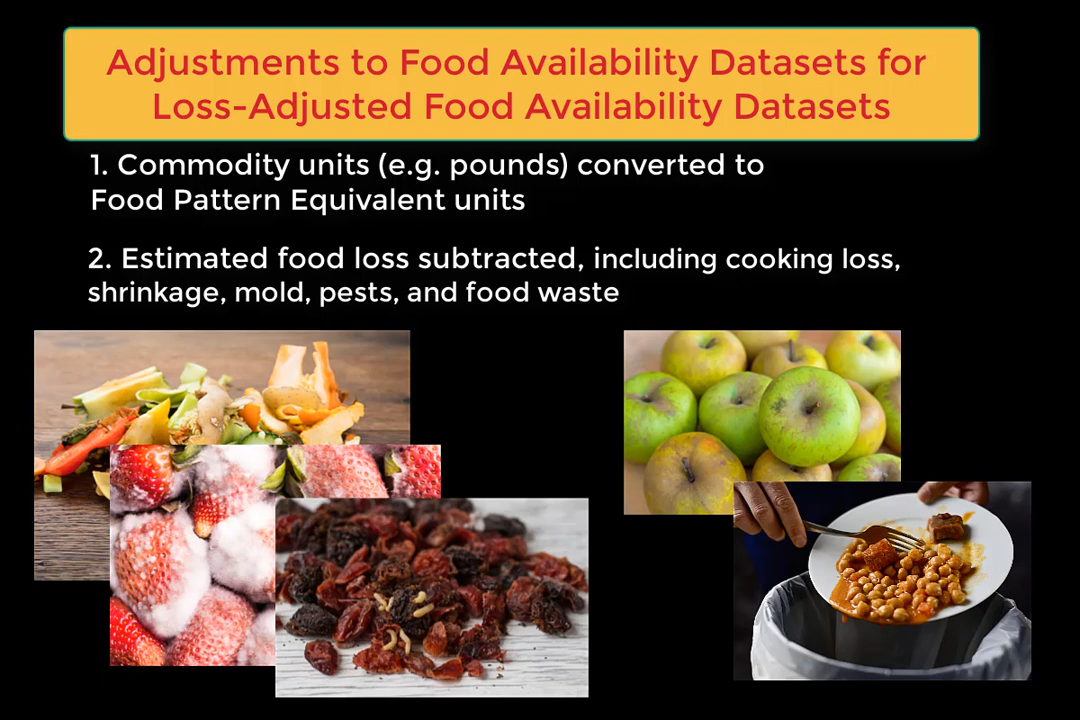 Adjustments to Food Availability Datasets for
Loss-Adjusted Food Availability Datasets
1. Commodity units (e.g. pounds) converted to
Food Pattern Equivalent units
2. Estimated food loss subtracted, including cooking loss,
shrinkage, mold, pests, and food waste